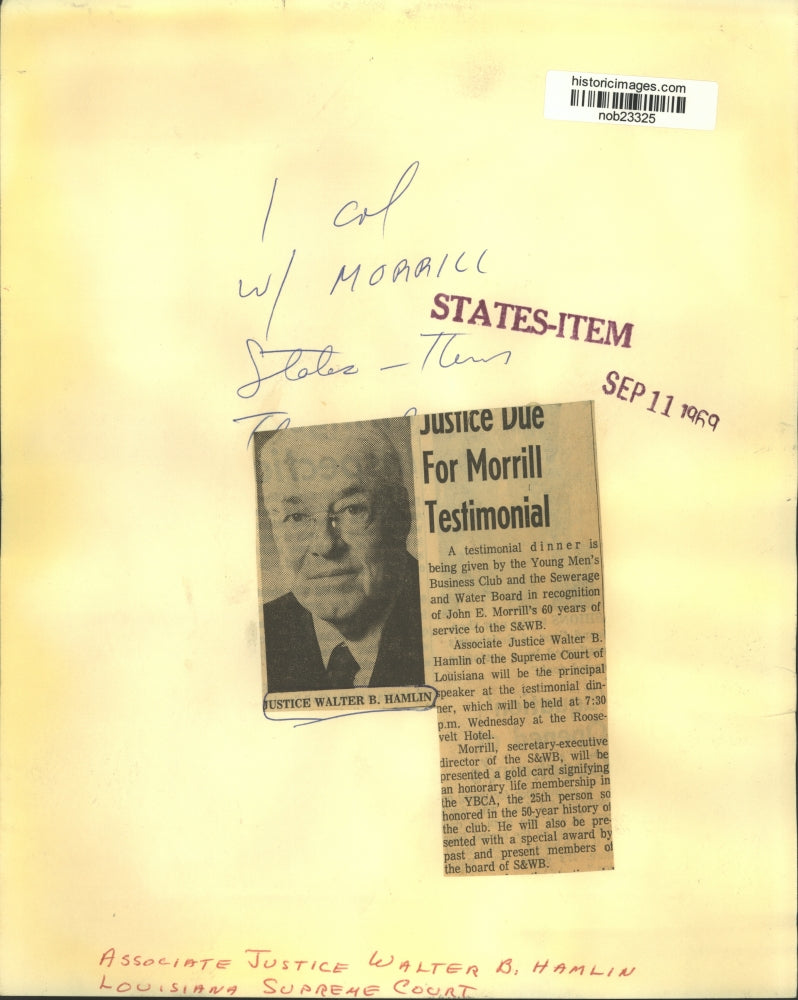 historicimages.com
nob23325
1 col
w/ MORRILL
STATES-ITEM
States - Thurs
SEP 11 1969
Justice Due
For Morrill
Testimonial
A testimonial dinner is
being given by the Young Men's
Business Club and the Sewerage
and Water Board in recognition
of John E. Morrill's 60 years of
service to the S&WB.
Associate Justice Walter B.
Hamlin of the Supreme Court of
Louisiana will be the principal
speaker at the testimonial din-
ner, which will be held at 7:30
p.m. Wednesday at the Roose-
velt Hotel.
Morrill, secretary-executive
director of the S&WB, will be
presented a gold card signifying
an honorary life membership in
the YBCA, the 25th person so
honored in the 50-year history of
the club. He will also be pre-
sented with a special award by
past and present members of
the board of S&WB.
JUSTICE WALTER B. HAMLIN
ASSOCIATE JUSTICE WALTER B. HAMLIN
LOUISIANA SUPREME COURT